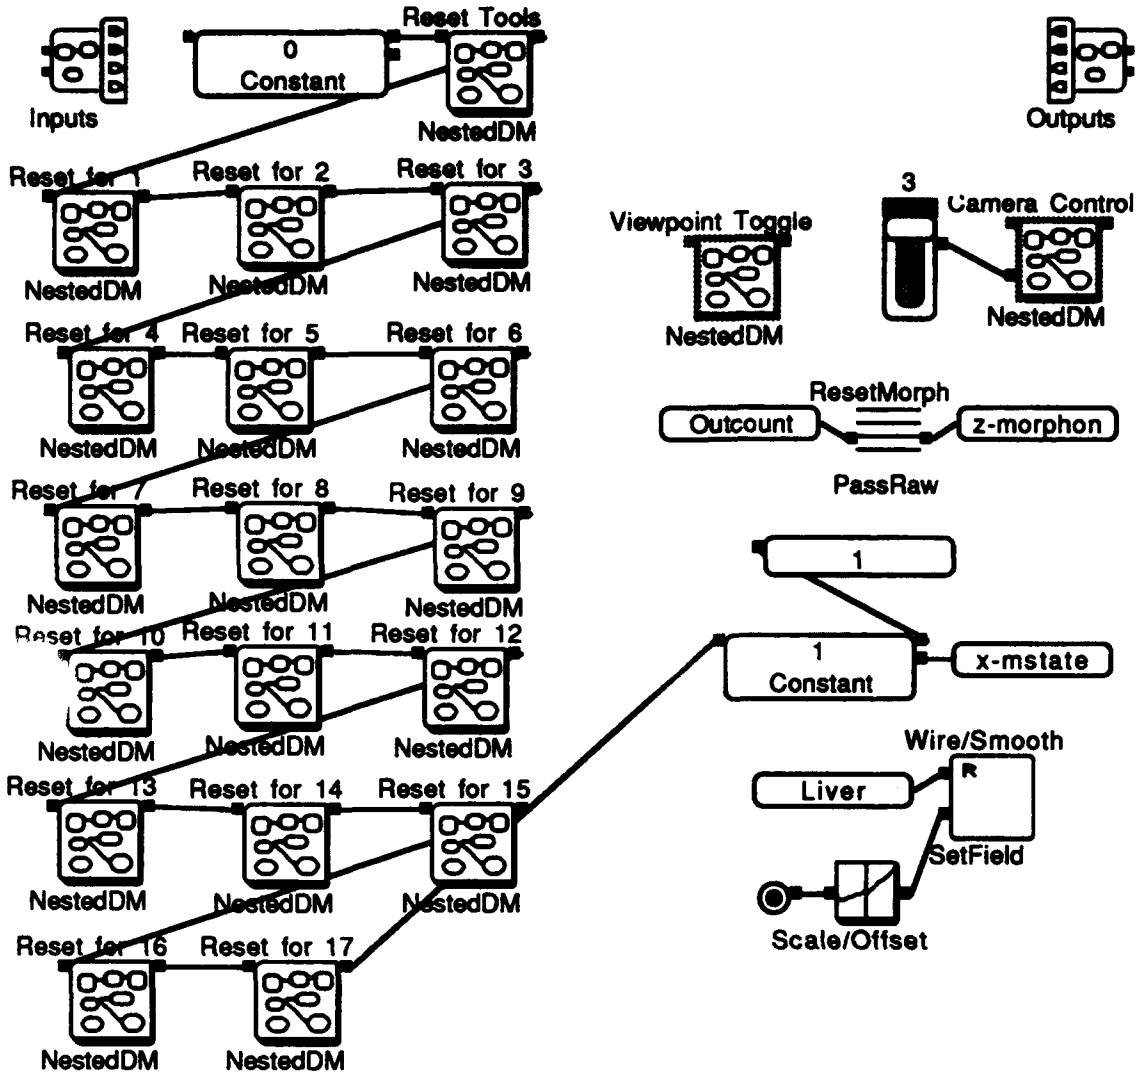 Inputs
0
Constant
Reset Tools
NestedDM
Outputs
Reset for 1
NestedDM
Reset for 2
NestedDM
Reset for 3
NestedDM
Viewpoint Toggle
NestedDM
3
Camera Control
NestedDM
Reset for 4
NestedDM
Reset for 5
NestedDM
Reset for 6
NestedDM
Outcount
ResetMorph
PassRaw
z-morphon
Reset for 7
NestedDM
Reset for 8
NestedDM
Reset for 9
NestedDM
1
Reset for 10
NestedDM
Reset for 11
NestedDM
Reset for 12
NestedDM
1
Constant
x-mstate
Reset for 13
NestedDM
Reset for 14
NestedDM
Reset for 15
NestedDM
Wire/Smooth
Liver
R
SetField
Scale/Offset
Reset for 16
NestedDM
Reset for 17
NestedDM